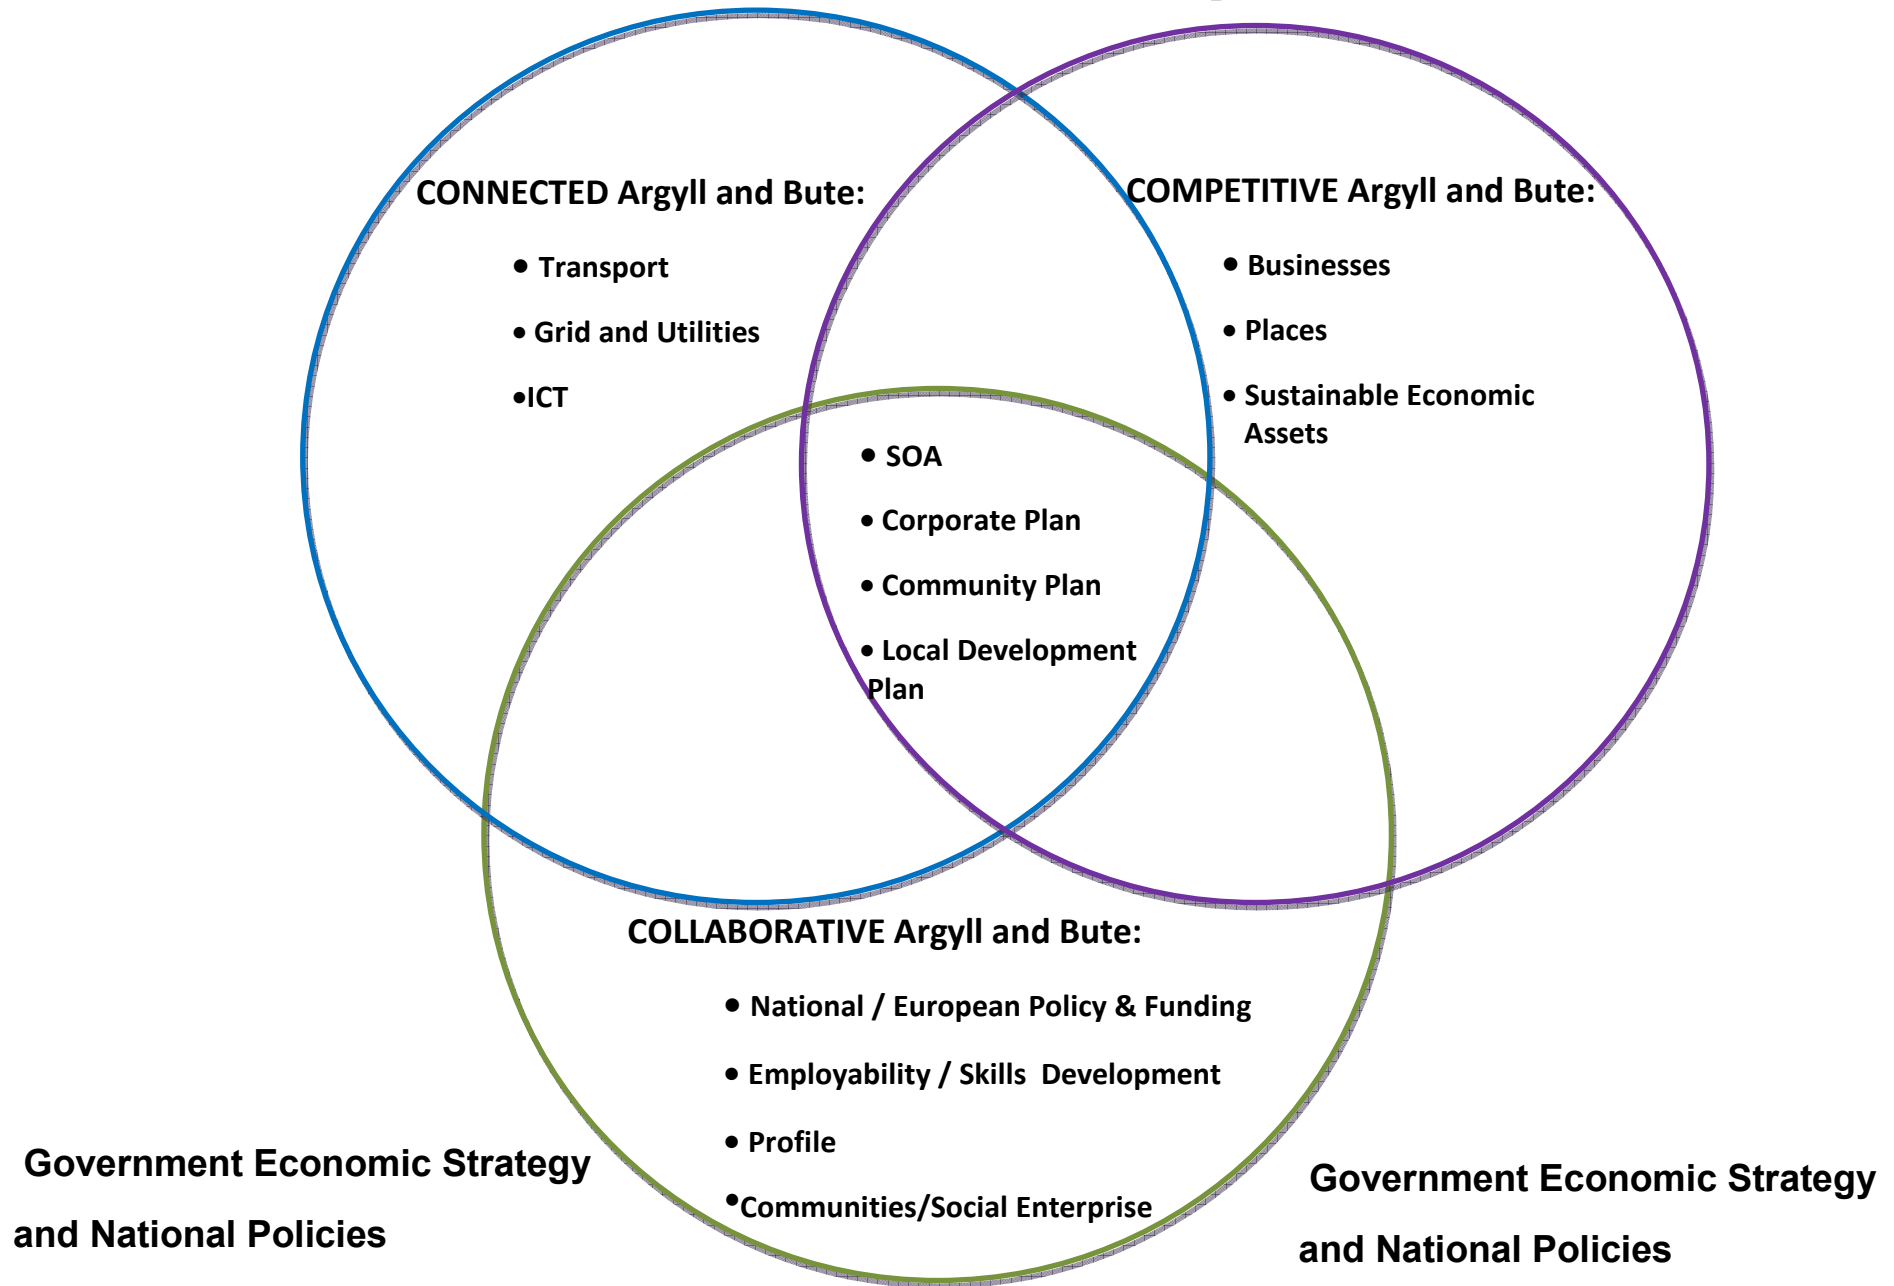 CONNECTED Argyll and Bute:
• Transport
• Grid and Utilities
•ICT
COMPETITIVE Argyll and Bute:
• Businesses
• Places
• Sustainable Economic
Assets
• SOA
• Corporate Plan
• Community Plan
• Local Development
Plan
COLLABORATIVE Argyll and Bute:
• National / European Policy & Funding
• Employability / Skills Development
• Profile
•Communities/Social Enterprise
Government Economic Strategy
and National Policies
Government Economic Strategy
and National Policies